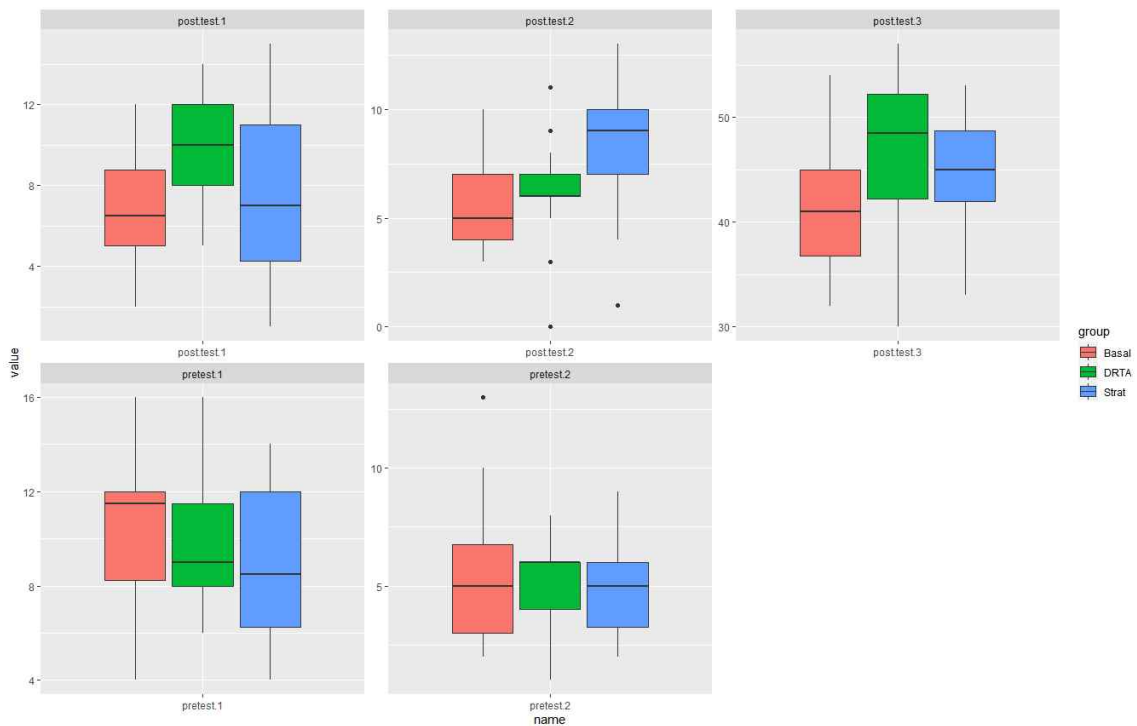 post.test.1
post.test.2
post.test.3
12
8
4
10
5
0
50
40
30
post.test.1
post.test.2
post.test.3
value
pretest.1
pretest.2
16
12
8
4
10
5
pretest.1
pretest.2
name
group
Basal
DRTA
Strat